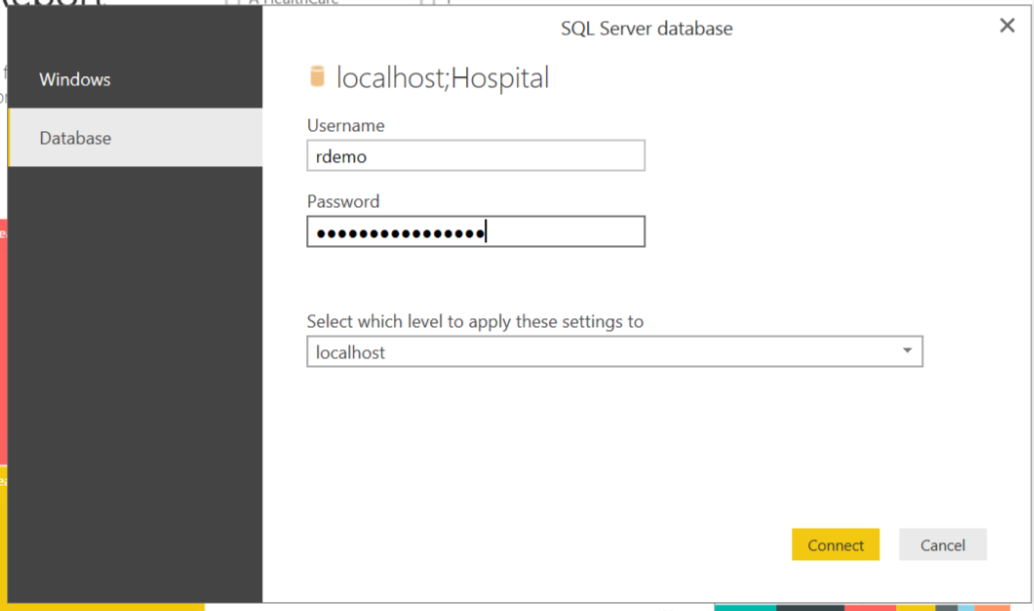 SQL Server database
Windows
Database
localhost;Hospital
Username
rdemo
Password
••••••••••••••••
Select which level to apply these settings to
localhost
Connect
Cancel